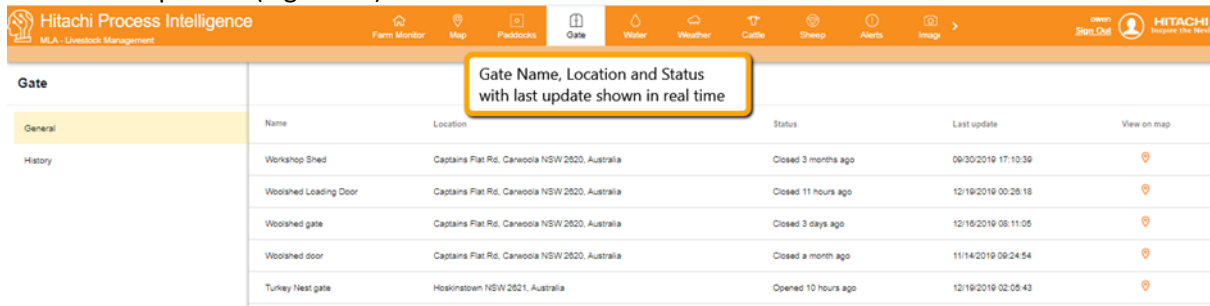 Hitachi Process Intelligence
MLA - Livestock Management
Farm Monitor Map Paddocks Gate Water Weather Cattle Sheep Alerts Imag
owen
Sign Out
HITACHI
Inspire the Next
Gate
Gate Name, Location and Status
with last update shown in real time
General
History
Name Location Status Last update View on map
Workshop Shed Captains Flat Rd, Carwoola NSW 2620, Australia Closed 3 months ago 09/30/2019 17:10:39
Woolshed Loading Door Captains Flat Rd, Carwoola NSW 2620, Australia Closed 11 hours ago 12/19/2019 00:26:18
Woolshed gate Captains Flat Rd, Carwoola NSW 2620, Australia Closed 3 days ago 12/16/2019 08:11:05
Woolshed door Captains Flat Rd, Carwoola NSW 2620, Australia Closed a month ago 11/14/2019 09:24:54
Turkey Nest gate Hoskinstown NSW 2621, Australia Opened 10 hours ago 12/19/2019 02:05:43